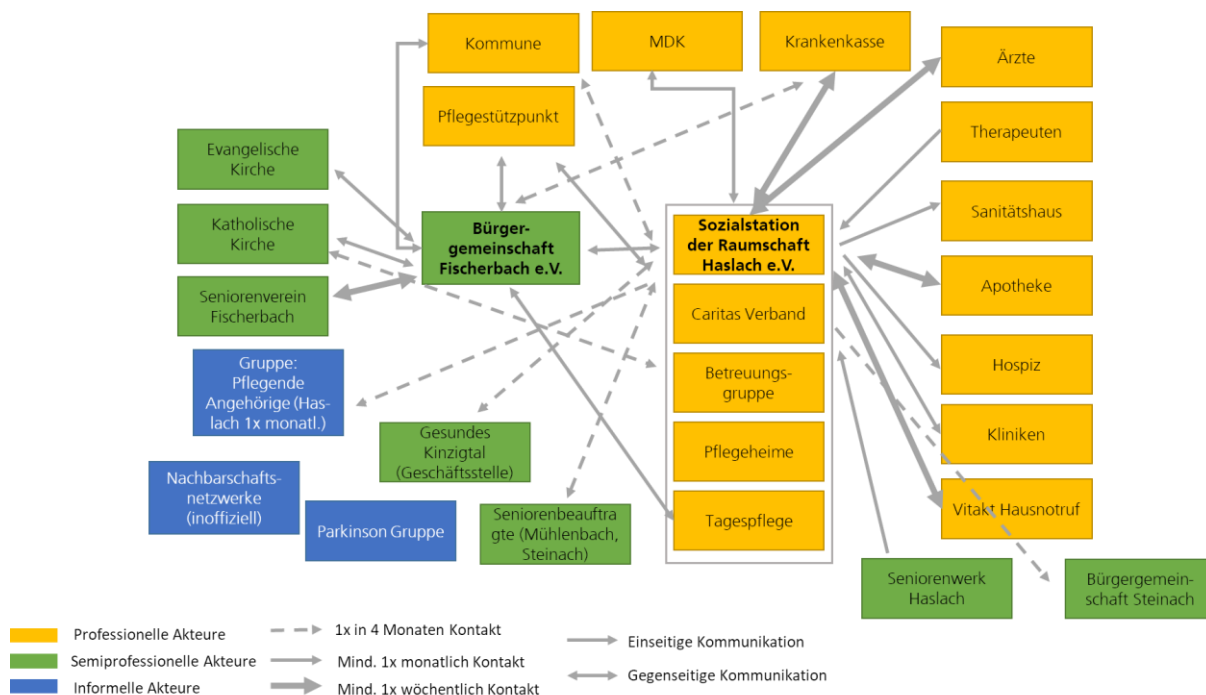 Kommune
MDK
Krankenkasse
Ärzte
Pflegestützpunkt
Therapeuten
Evangelische
Kirche
Katholische
Kirche
Sanitätshaus
Bürger-
gemeinschaft
Fischerbach e.V.
Sozialstation
der Raumschaft
Haslach e.V.
Seniorenverein
Fischerbach
Apotheke
Caritas Verband
Gruppe:
Pflegende
Angehörige (Has-
lach 1x monatl.)
Betreuungs-
gruppe
Hospiz
Gesundes
Kinzigtal
(Geschäftsstelle)
Pflegeheime
Kliniken
Nachbarschafts-
netzwerke
(inoffiziell)
Parkinson Gruppe
Seniorenbeauftra
gte (Mühlenbach,
Steinach)
Tagespflege
Vitakt Hausnotruf
Seniorenwerk
Haslach
Bürgergemein-
schaft Steinach
Professionelle Akteure
1x in 4 Monaten Kontakt
Einseitige Kommunikation
Semiprofessionelle Akteure
Mind. 1x monatlich Kontakt
Gegenseitige Kommunikation
Informelle Akteure
Mind. 1x wöchentlich Kontakt